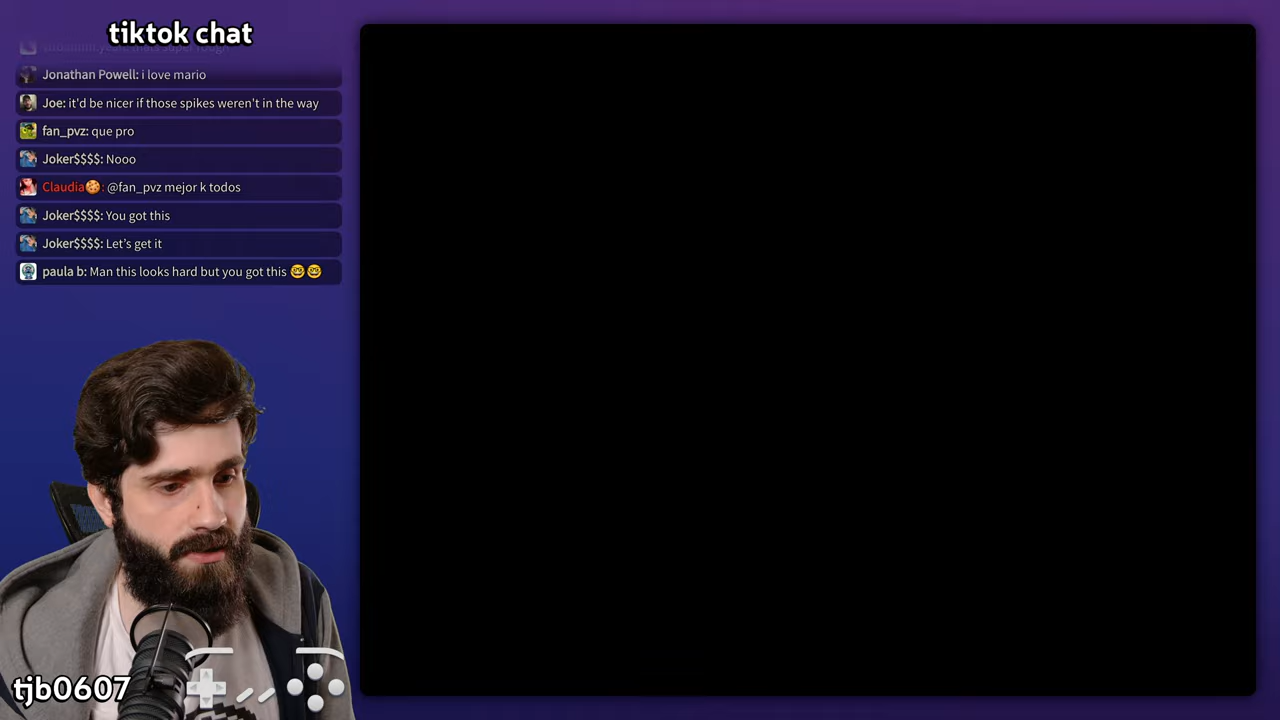 tiktok chat
Jonathan Powell: i love mario
Joe: it'd be nicer if those spikes weren't in the way
fan_pvz: que pro
Joker$$$$: Nooo
Claudia🍪: @fan_pvz mejor k todos
Joker$$$$: You got this
Joker$$$$: Let’s get it
paula b: Man this looks hard but you got this 🤓🤓
tjb0607